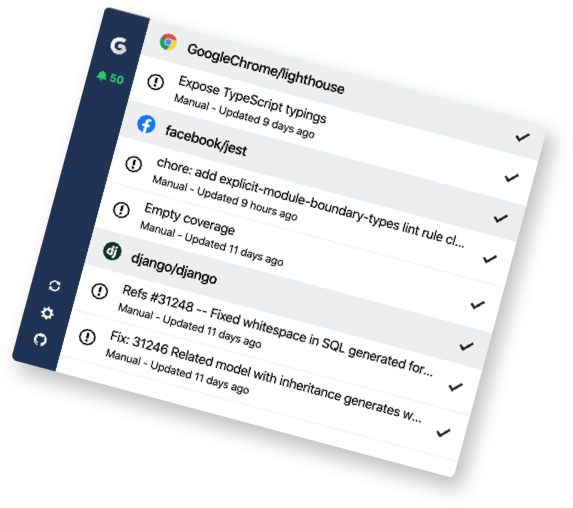 G
50
GoogleChrome/lighthouse
Expose TypeScript typings
Manual - Updated 9 days ago
facebook/jest
chore: add explicit-module-boundary-types lint rule cl...
Manual - Updated 9 hours ago
Empty coverage
Manual - Updated 11 days ago
dj django/django
Refs #31248 -- Fixed whitespace in SQL generated for...
Manual - Updated 11 days ago
Fix: 31246 Related model with inheritance generates w...
Manual - Updated 11 days ago